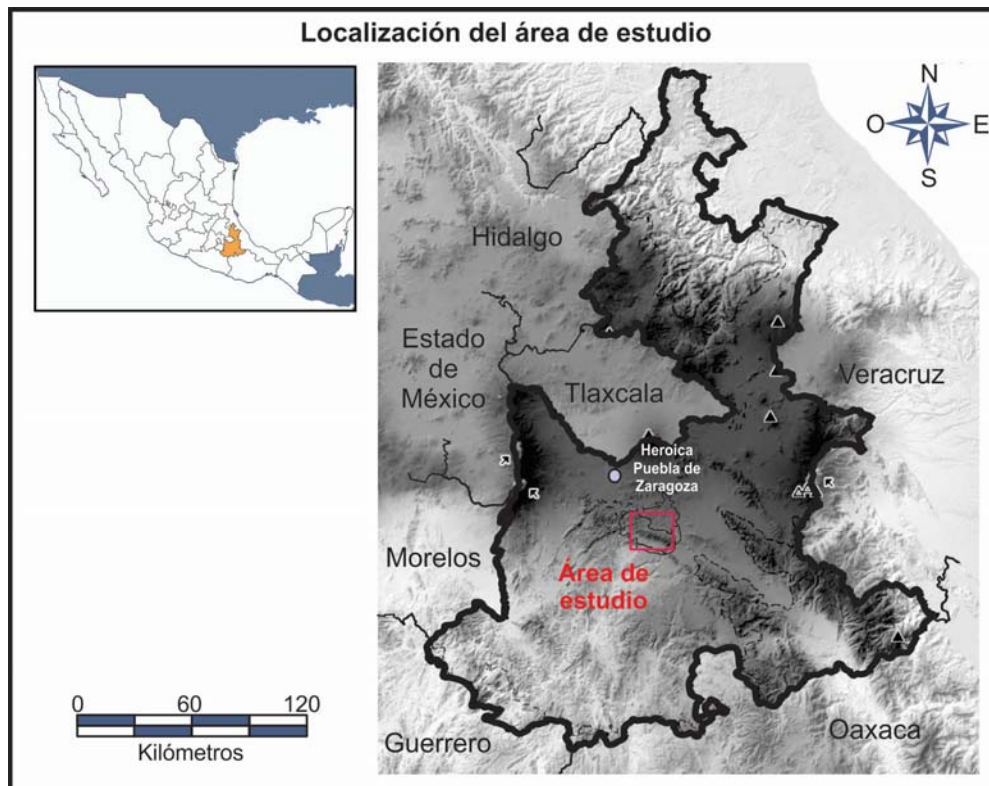 Localización del área de estudio
N
O
E
S
Hidalgo
Estado
de
México
Tlaxcala
Veracruz
Heroica
Puebla de
Zaragoza
Morelos
Área de
estudio
0
60
120
Kilómetros
Guerrero
Oaxaca